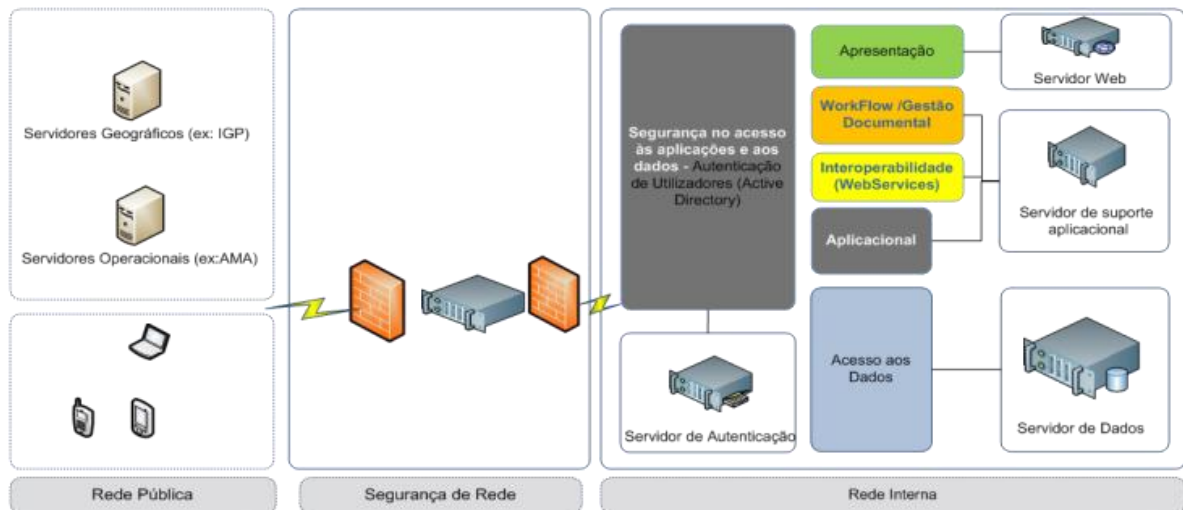 Servidores Geográficos (ex: IGP)
Servidores Operacionais (ex:AMA)
Segurança no acesso
às aplicações e aos
dados - Autenticação
de Utilizadores (Active
Directory)
Servidor de Autenticação
Apresentação
WorkFlow /Gestão
Documental
Interoperabilidade
(WebServices)
Aplicacional
Acesso aos
Dados
Servidor Web
Servidor de suporte
aplicacional
Servidor de Dados
Rede Pública
Segurança de Rede
Rede Interna